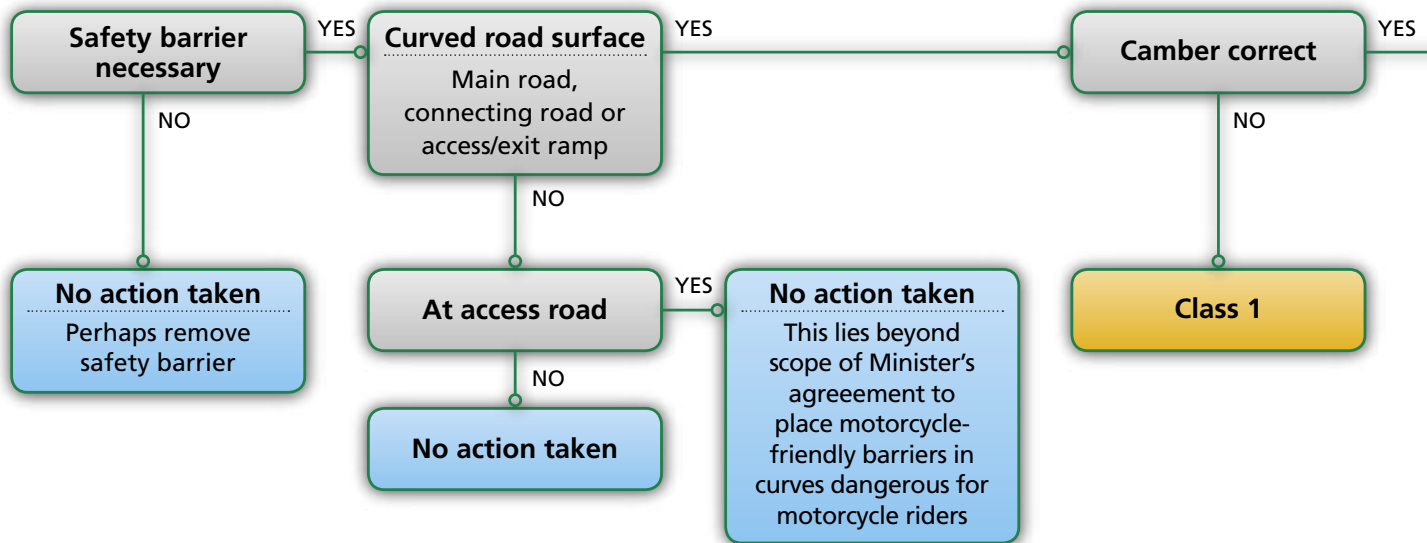 Safety barrier
necessary
YES
Curved road surface
Main road,
connecting road or
access/exit ramp
YES
Camber correct
YES
NO
NO
NO
No action taken
Perhaps remove
safety barrier
At access road
YES
No action taken
This lies beyond
scope of Minister’s
agreeement to
place motorcycle-
friendly barriers in
curves dangerous for
motorcycle riders
Class 1
NO
No action taken